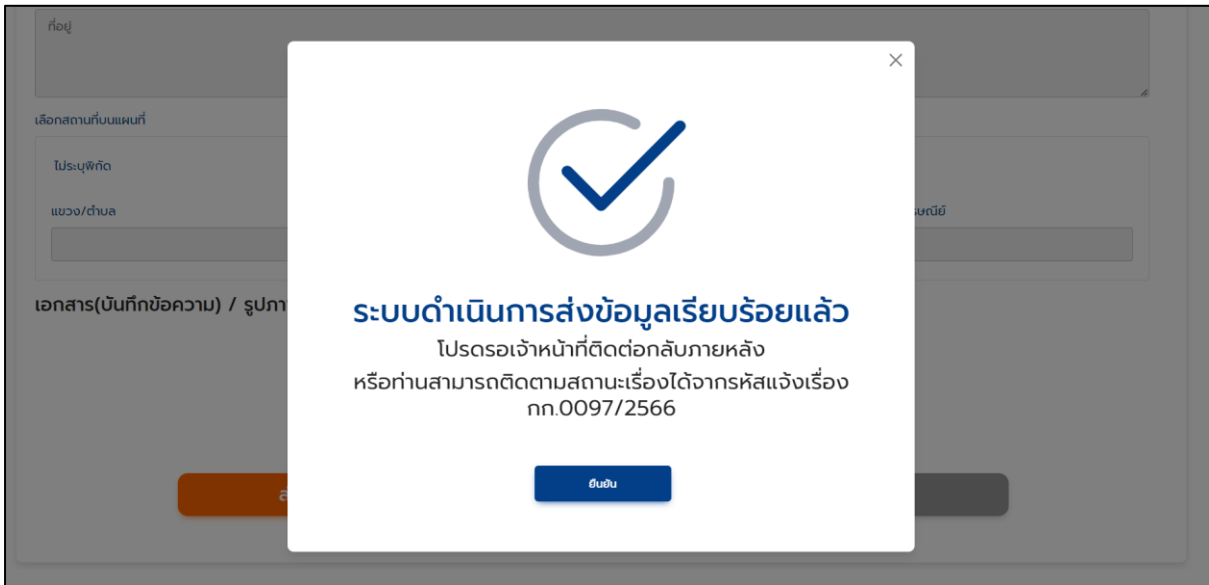 ที่อยู่
เลือกสถานที่บนแผนที่
ไม่ระบุพิกัด
แขวง/ตำบล
เอกสาร(บันทึกข้อความ) / รูปภา
ระบบดำเนินการส่งข้อมูลเรียบร้อยแล้ว
โปรดรอเจ้าหน้าที่ติดต่อกลับภายหลัง
หรือท่านสามารถติดตามสถานะเรื่องได้จากรหัสแจ้งเรื่อง
กก.0097/2566
ยืนยัน